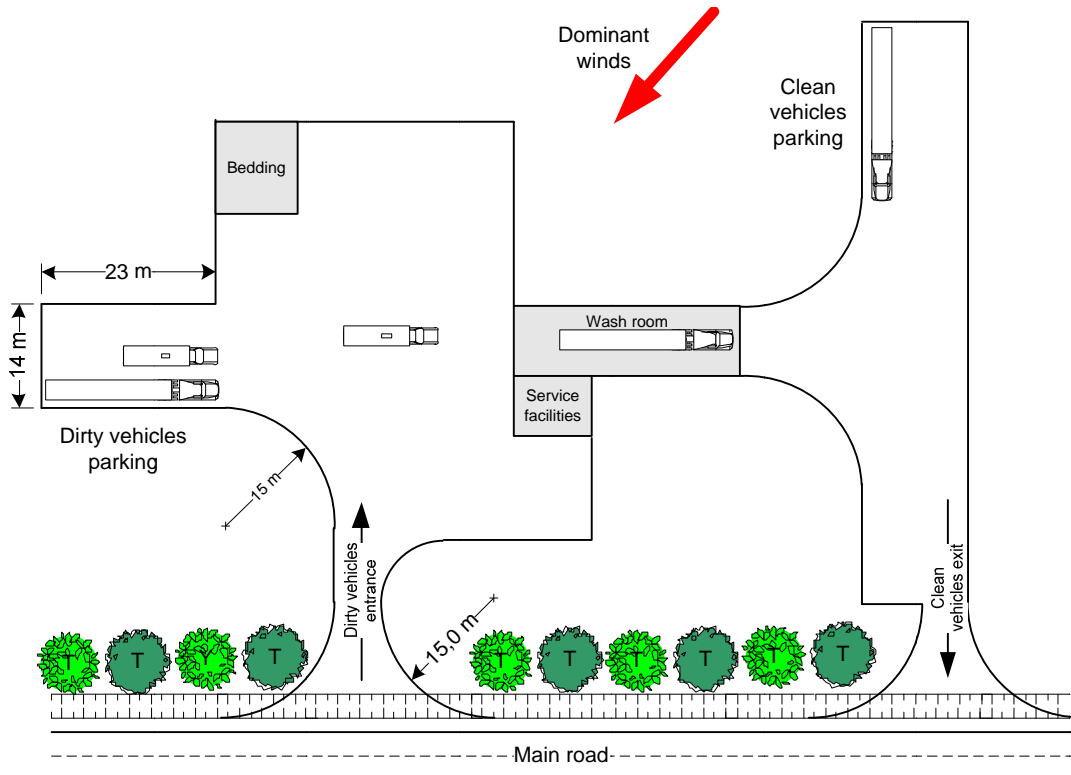 Dominant
winds
Clean
vehicles
parking
Bedding
23 m
14 m
Wash room
Service
facilities
Dirty vehicles
parking
15 m
Dirty vehicles
entrance
15,0 m
Clean
vehicles exit
T
T
T
T
T
T
T
T
T
T
Main road